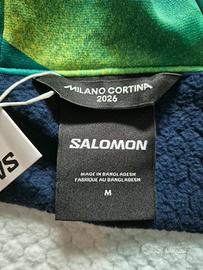 MILANO CORTINA
2026
SALOMON
MADE IN BANGLADESH
FABRIQUÉ AU BANGLADESH
M